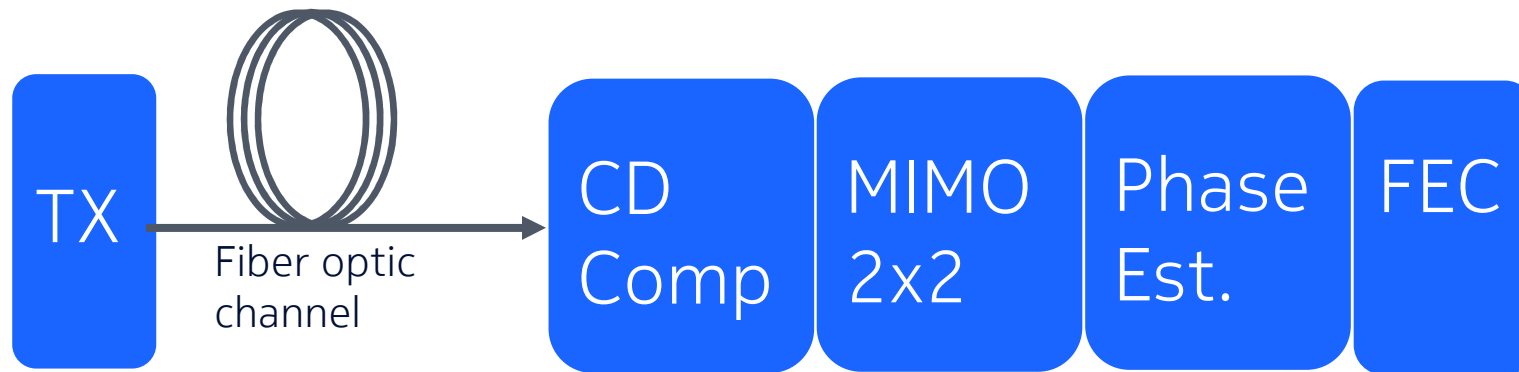 TX
Fiber optic
channel
CD
Comp
MIMO
2x2
Phase
Est.
FEC